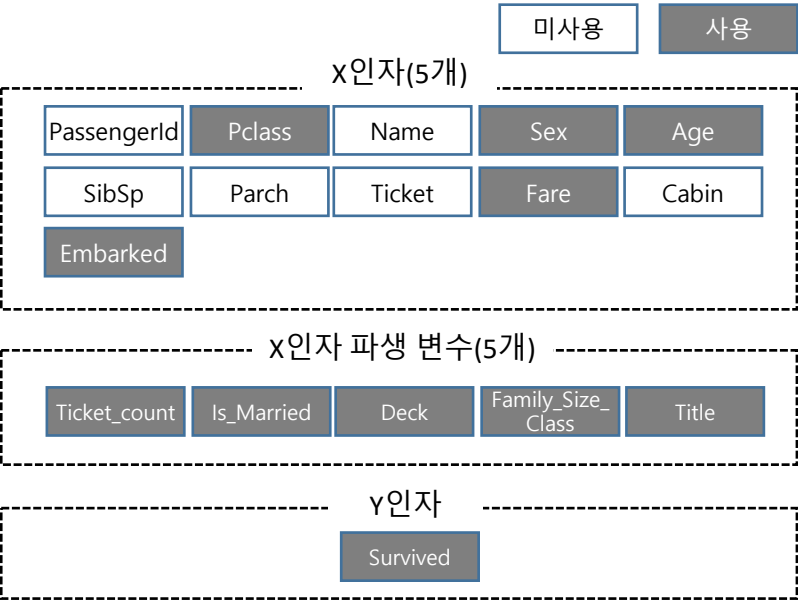 미사용 사용
X인자(5개)
PassengerId Pclass Name Sex Age
SibSp Parch Ticket Fare Cabin
Embarked
X인자 파생 변수(5개)
Ticket_count Is_Married Deck Family_Size_
Class Title
Y인자
Survived